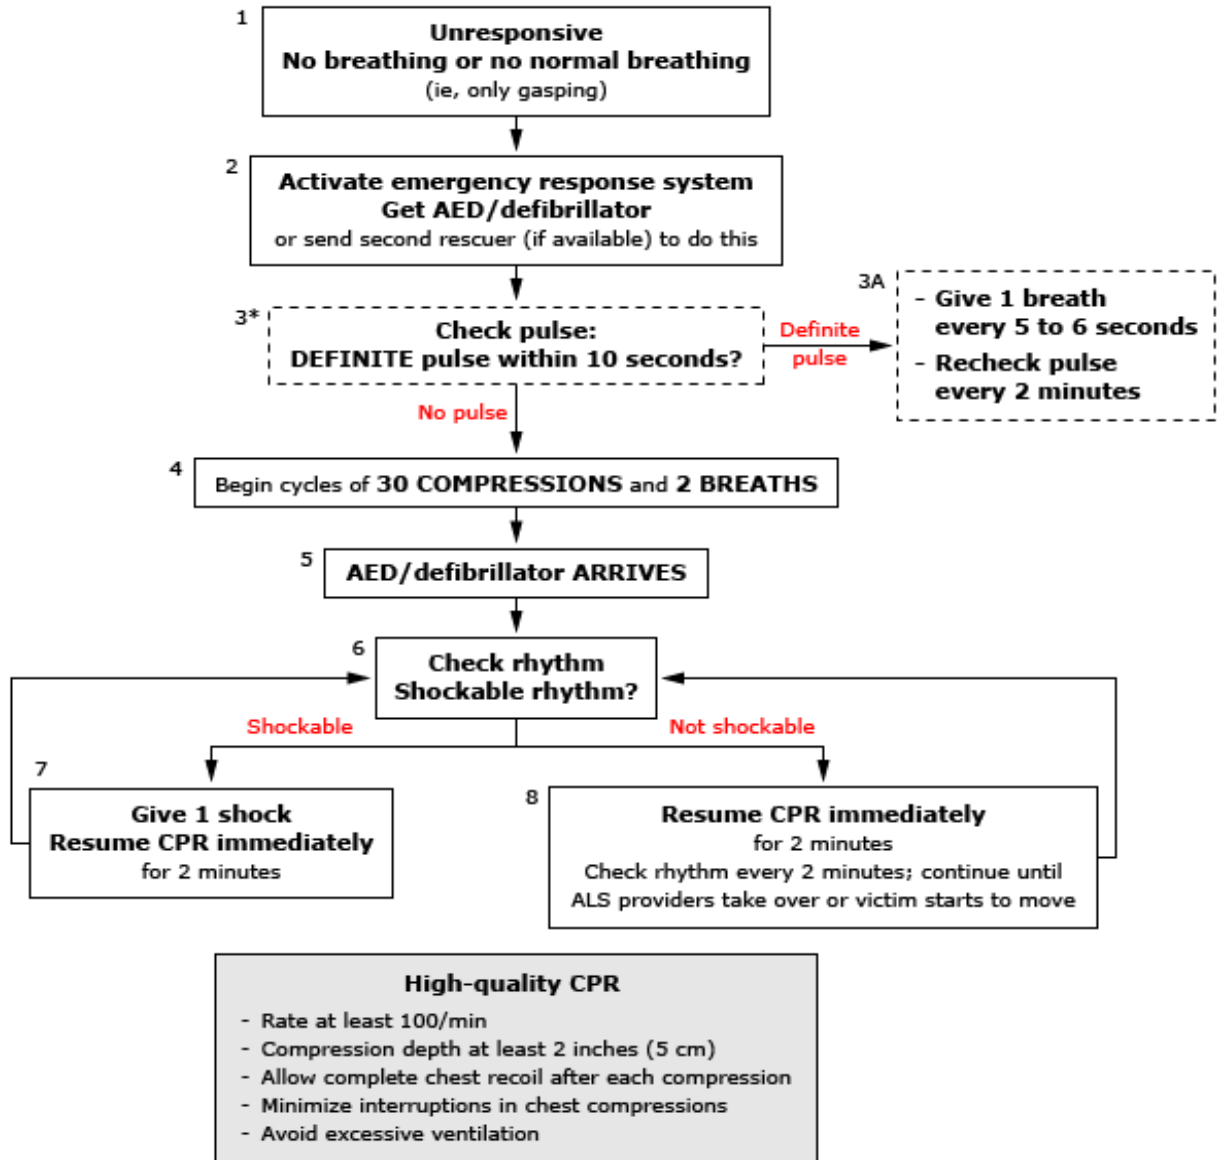 1
Unresponsive
No breathing or no normal breathing
(ie, only gasping)
2
Activate emergency response system
Get AED/defibrillator
or send second rescuer (if available) to do this
3*
Check pulse:
DEFINITE pulse within 10 seconds?
Definite
pulse
3A
- Give 1 breath
every 5 to 6 seconds
- Recheck pulse
every 2 minutes
No pulse
4
Begin cycles of 30 COMPRESSIONS and 2 BREATHS
5
AED/defibrillator ARRIVES
6
Check rhythm
Shockable rhythm?
Shockable
Not shockable
7
Give 1 shock
Resume CPR immediately
for 2 minutes
8
Resume CPR immediately
for 2 minutes
Check rhythm every 2 minutes; continue until
ALS providers take over or victim starts to move
High-quality CPR
- Rate at least 100/min
- Compression depth at least 2 inches (5 cm)
- Allow complete chest recoil after each compression
- Minimize interruptions in chest compressions
- Avoid excessive ventilation